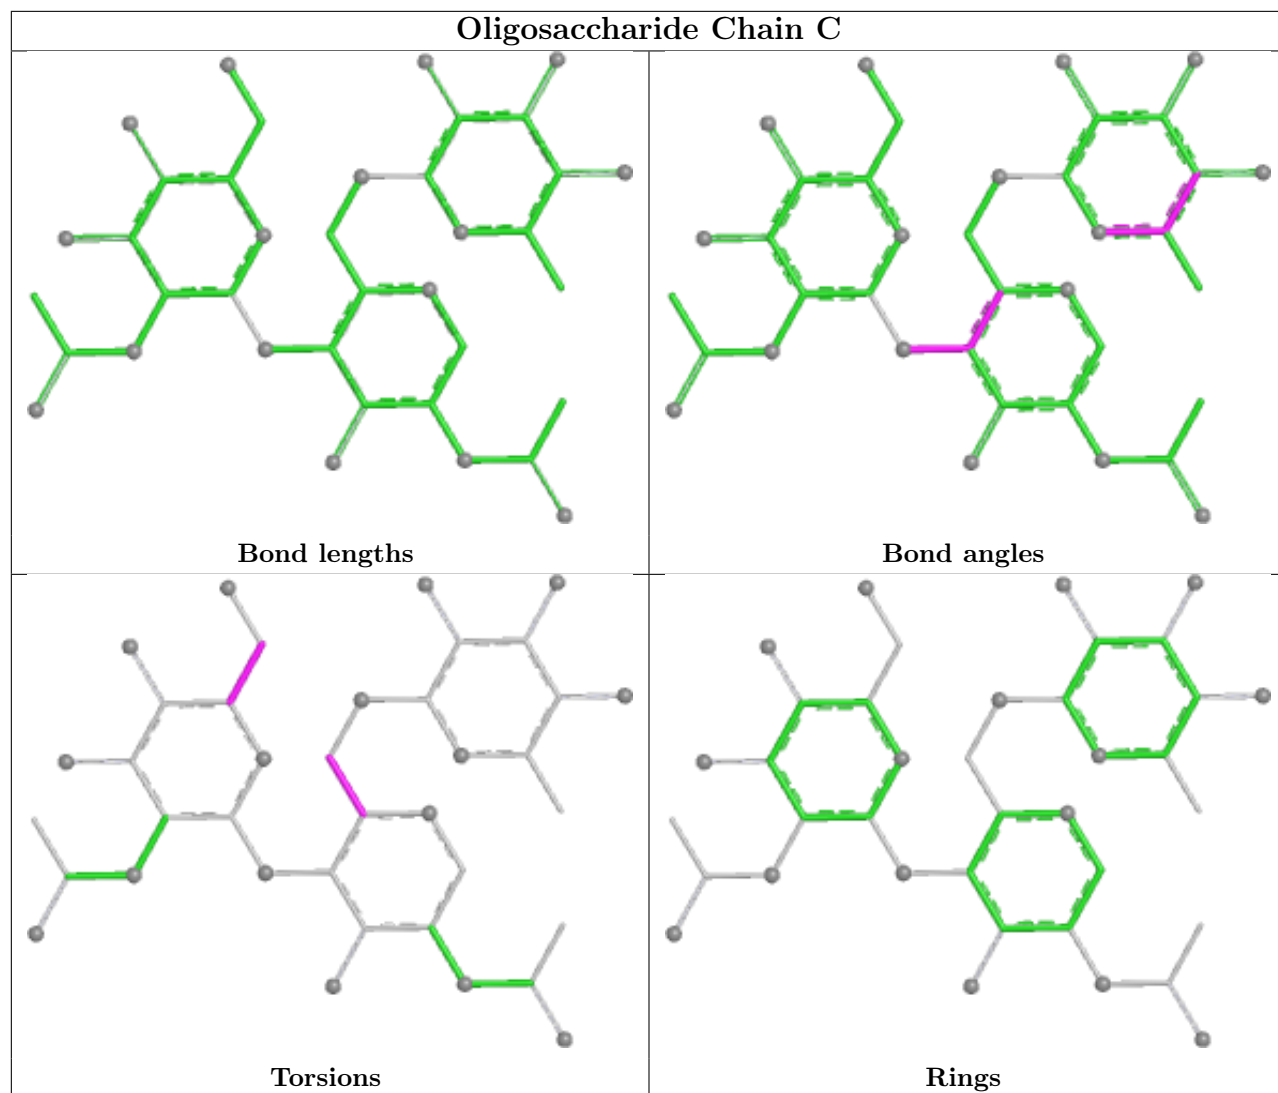 Oligosaccharide Chain C
Bond lengths
Bond angles
Torsions
Rings